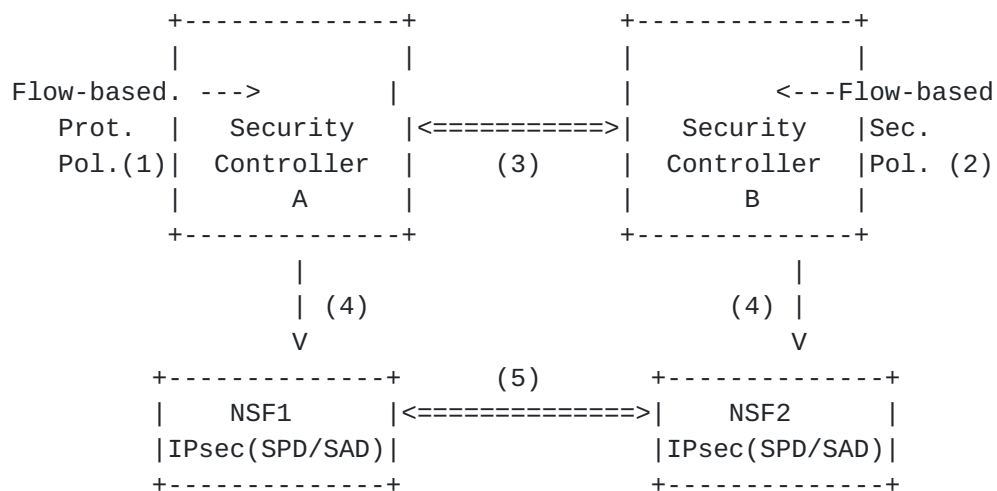 +--------------+ +--------------+
| | | |
Flow-based. ---> | | <---Flow-based
Prot. | Security |<===========>| Security |Sec.
Pol.(1)| Controller | (3) | Controller |Pol. (2)
| A | | B |
+--------------+ +--------------+
| |
| (4) (4) |
V V
+--------------+ (5) +--------------+
| NSF1 |<==============>| NSF2 |
|IPsec(SPD/SAD)| |IPsec(SPD/SAD)|
+--------------+ +--------------+